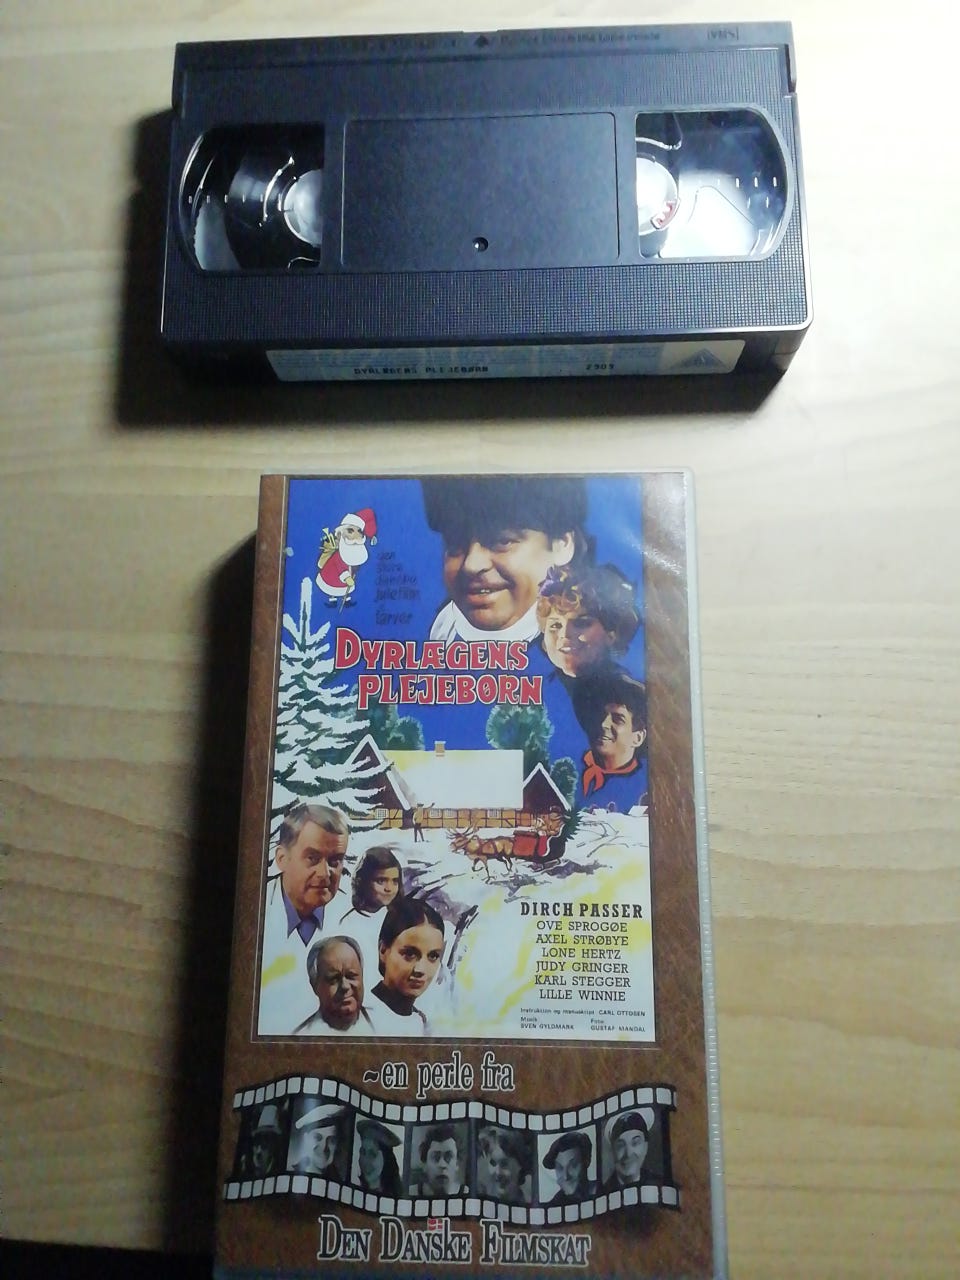 VHS
DYRLÆGENS PLEJEBØRN 2909
den
store
danske
julefilm
i
farver
DYRLÆGENS
PLEJEBØRN
DIRCH PASSER
OVE SPROGØE
AXEL STRØBYE
LONE HERTZ
JUDY GRINGER
KARL STEGGER
LILLE WINNIE
Instruktion og manuskript CARL OTTOSEN
Musik Foto
SVEN GYLDMARK GUSTAF MANDAL
~en perle fra
DEN DANSKE FILMSKAT